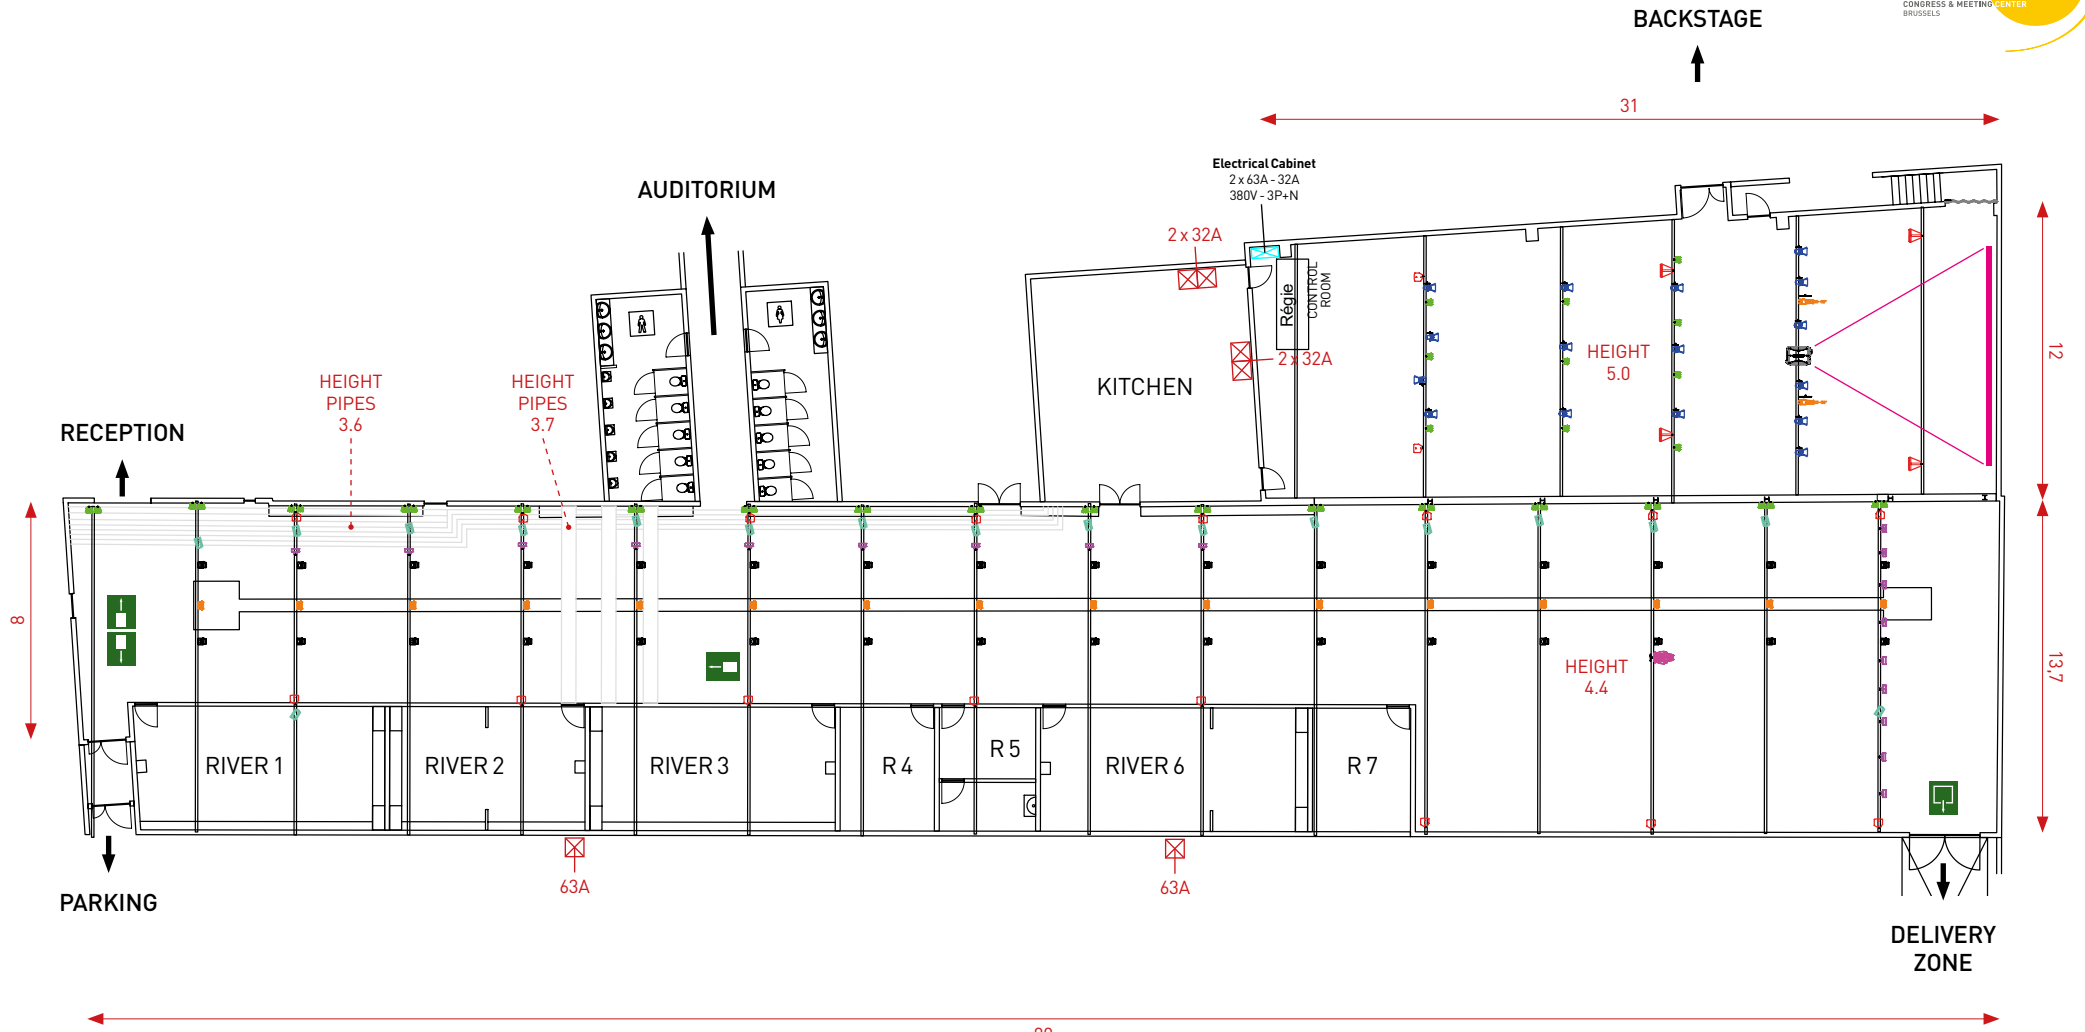 CONGRESS & MEETING CENTER
BRUSSELS
BACKSTAGE
31
Electrical Cabinet
2 x 63A - 32A
380V - 3P+N
AUDITORIUM
2 x 32A
Régie
CONTROL
ROOM
2 x 32A
HEIGHT
5.0
12
KITCHEN
HEIGHT
PIPES
3.6
HEIGHT
PIPES
3.7
RECEPTION
8
13,7
HEIGHT
4.4
RIVER 1
RIVER 2
RIVER 3
R 4
R 5
RIVER 6
R 7
63A
63A
PARKING
DELIVERY
ZONE